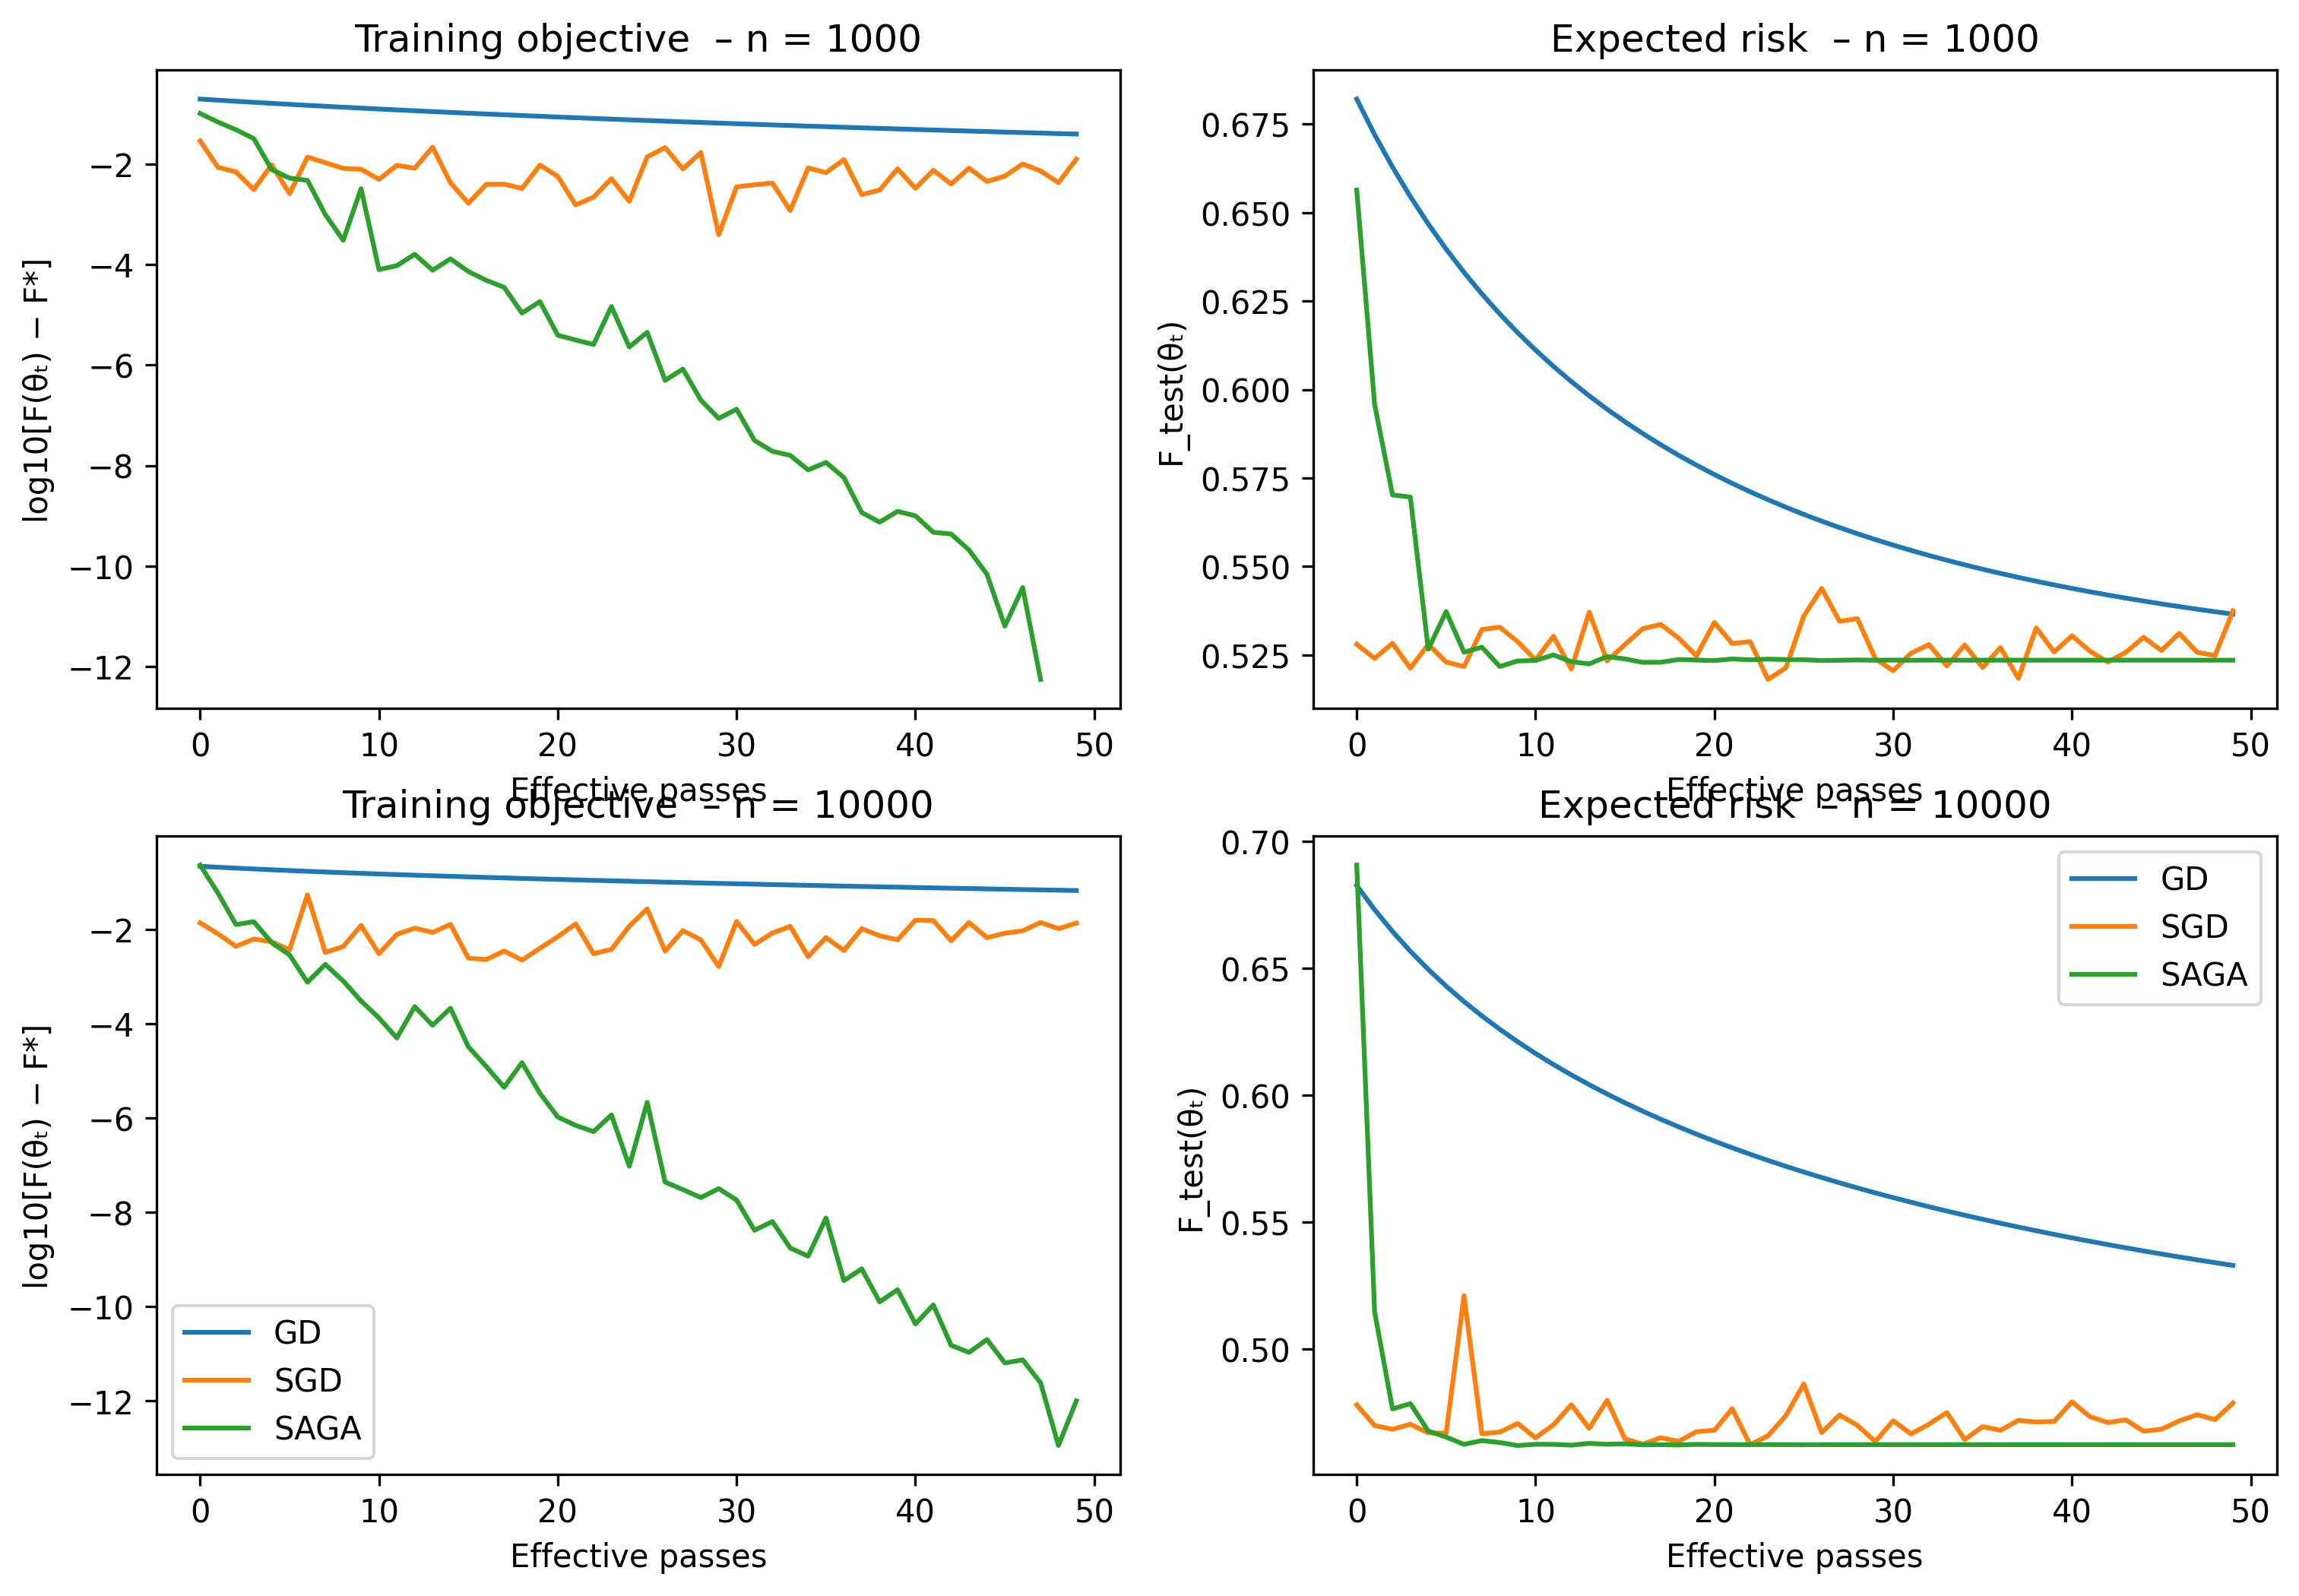 Training objective – n = 1000
log10[F(θₜ) − F*]
−2
−4
−6
−8
−10
−12
0 10 20 30 40 50
Effective passes
Expected risk – n = 1000
F_test(θₜ)
0.675
0.650
0.625
0.600
0.575
0.550
0.525
0 10 20 30 40 50
Effective passes
Training objective – n = 10000
log10[F(θₜ) − F*]
−2
−4
−6
−8
−10
−12
GD
SGD
SAGA
0 10 20 30 40 50
Effective passes
Expected risk – n = 10000
F_test(θₜ)
0.70
0.65
0.60
0.55
0.50
GD
SGD
SAGA
0 10 20 30 40 50
Effective passes